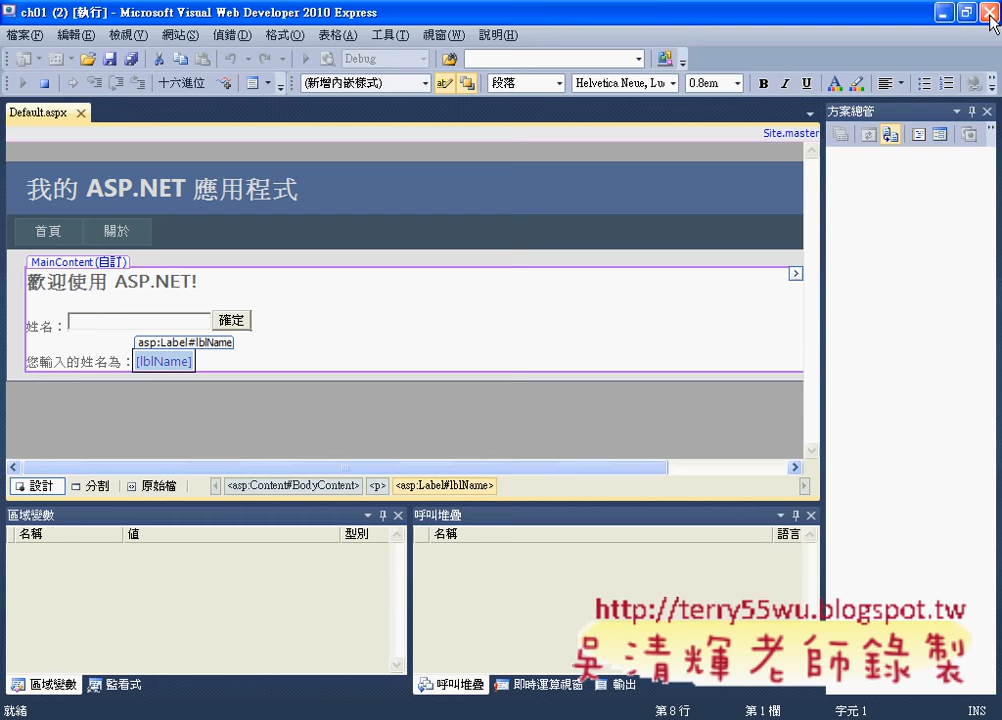 ch01 (2) [執行] - Microsoft Visual Web Developer 2010 Express
檔案(F) 編輯(E) 檢視(V) 網站(S) 偵錯(D) 格式(O) 表格(A) 工具(T) 視窗(W) 說明(H)
Debug
十六進位 (新增內嵌樣式) 段落 Helvetica Neue, Lu 0.8em B I U A
Default.aspx 方案總管
Site.master
我的 ASP.NET 應用程式
首頁 關於
MainContent (自訂)
歡迎使用 ASP.NET!
姓名： 確定
asp:Label#lblName
您輸入的姓名為：[lblName]
設計 分割 原始檔 <asp:Content#BodyContent> <p> <asp:Label#lblName>
區域變數 呼叫堆疊
名稱 值 型別 名稱 語言
http://terry55wu.blogspot.tw
吳清輝老師錄製
區域變數 監看式 呼叫堆疊 即時運算視窗 輸出
就緒 第 8 行 第 1 欄 字元 1 INS